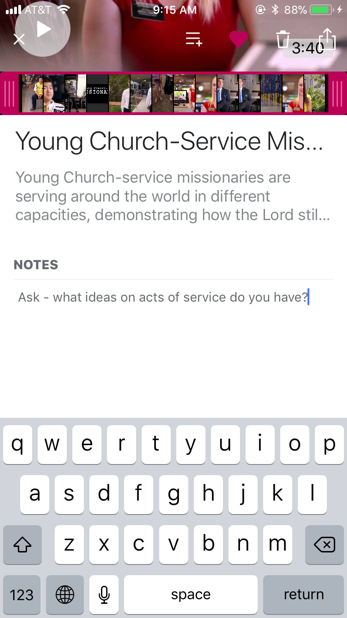 AT&T
9:15 AM
88%
3:40
Young Church-Service Mis...
Young Church-service missionaries are
serving around the world in different
capacities, demonstrating how the Lord stil...
NOTES
Ask - what ideas on acts of service do you have?
q w e r t y u i o p
a s d f g h j k l
z x c v b n m
123 space return